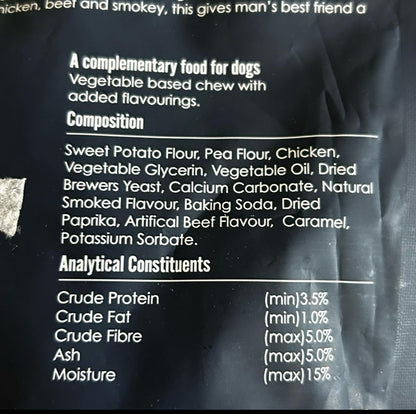 hicken, beef and smokey, this gives man's best friend a
A complementary food for dogs
Vegetable based chew with
added flavourings.
Composition
Sweet Potato Flour, Pea Flour, Chicken,
Vegetable Glycerin, Vegetable Oil, Dried
Brewers Yeast, Calcium Carbonate, Natural
Smoked Flavour, Baking Soda, Dried
Paprika, Artifical Beef Flavour, Caramel,
Potassium Sorbate.
Analytical Constituents
Crude Protein (min)3.5%
Crude Fat (min)1.0%
Crude Fibre (max)5.0%
Ash (max)5.0%
Moisture (max)15%